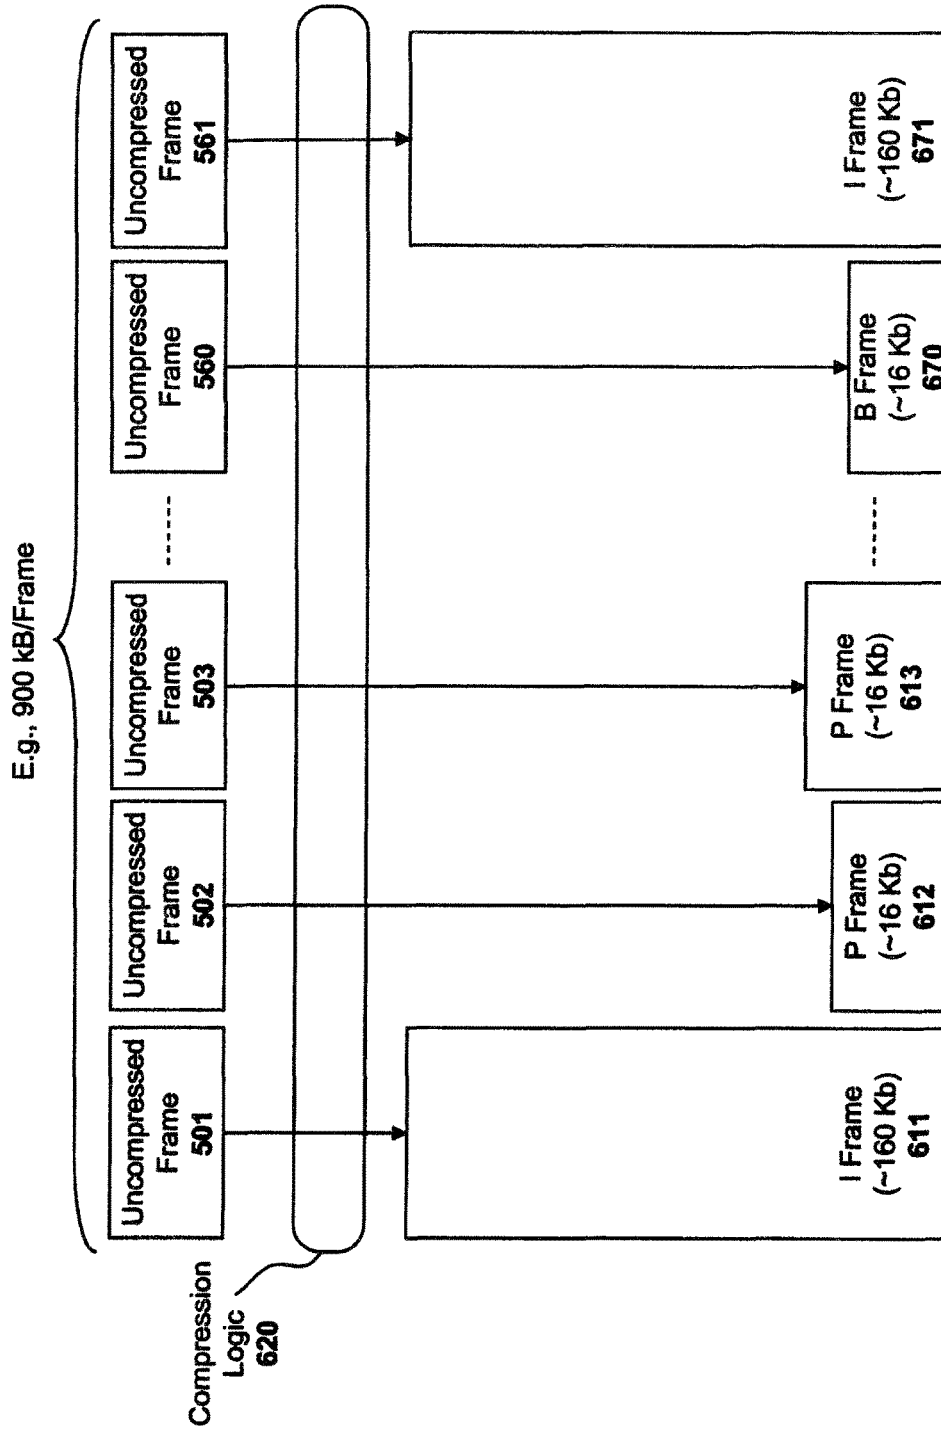 E.g., 900 kB/Frame
Uncompressed
Frame
501
Uncompressed
Frame
502
Uncompressed
Frame
503
------
Uncompressed
Frame
560
Uncompressed
Frame
561
Compression
Logic
620
I Frame
(~160 Kb)
611
P Frame
(~16 Kb)
612
P Frame
(~16 Kb)
613
------
B Frame
(~16 Kb)
670
I Frame
(~160 Kb)
671